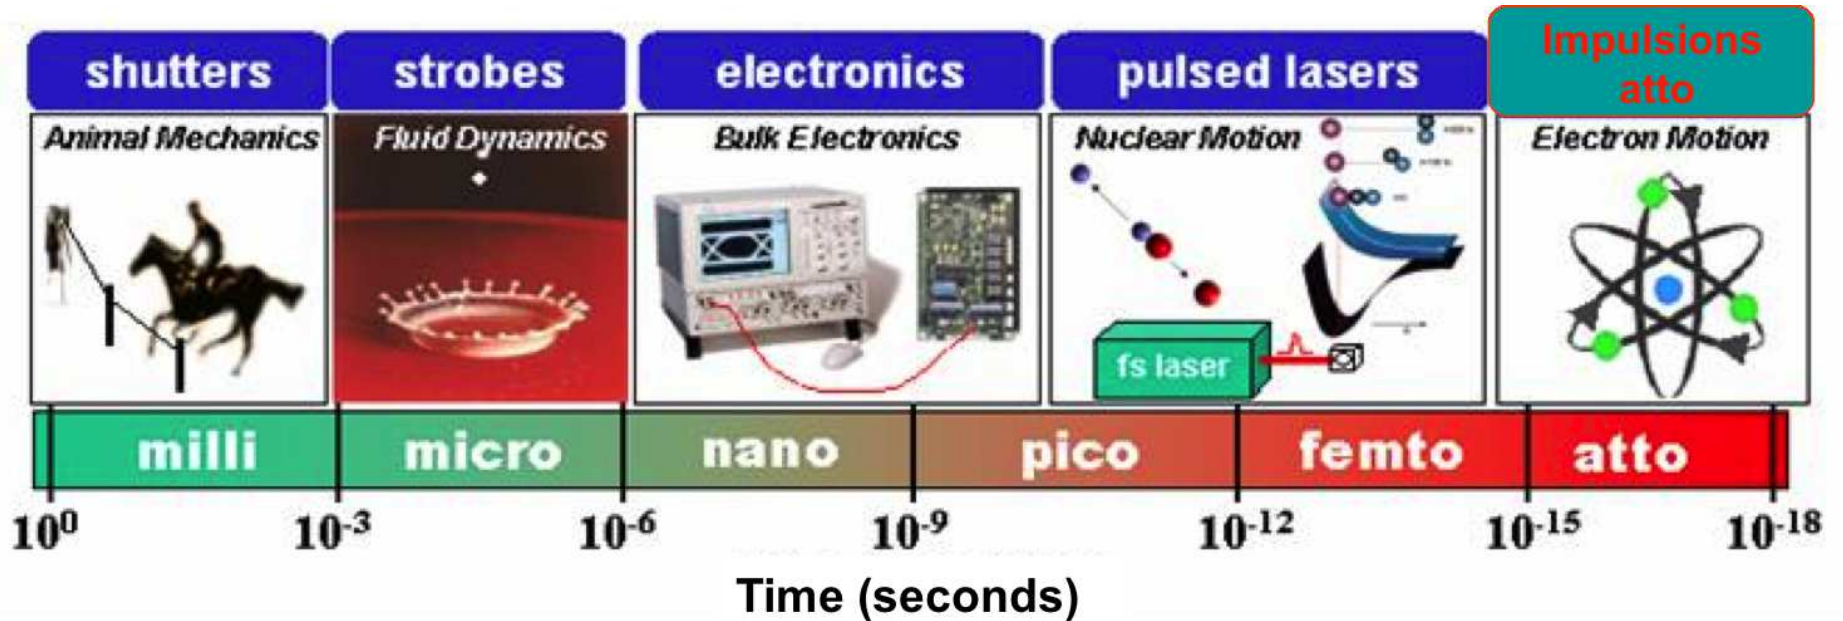 shutters
strobes
electronics
pulsed lasers
Impulsions
atto
Animal Mechanics
Fluid Dynamics
Bulk Electronics
Nuclear Motion
Electron Motion
fs laser
milli
micro
nano
pico
femto
atto
10⁰
10⁻³
10⁻⁶
10⁻⁹
10⁻¹²
10⁻¹⁵
10⁻¹⁸
Time (seconds)